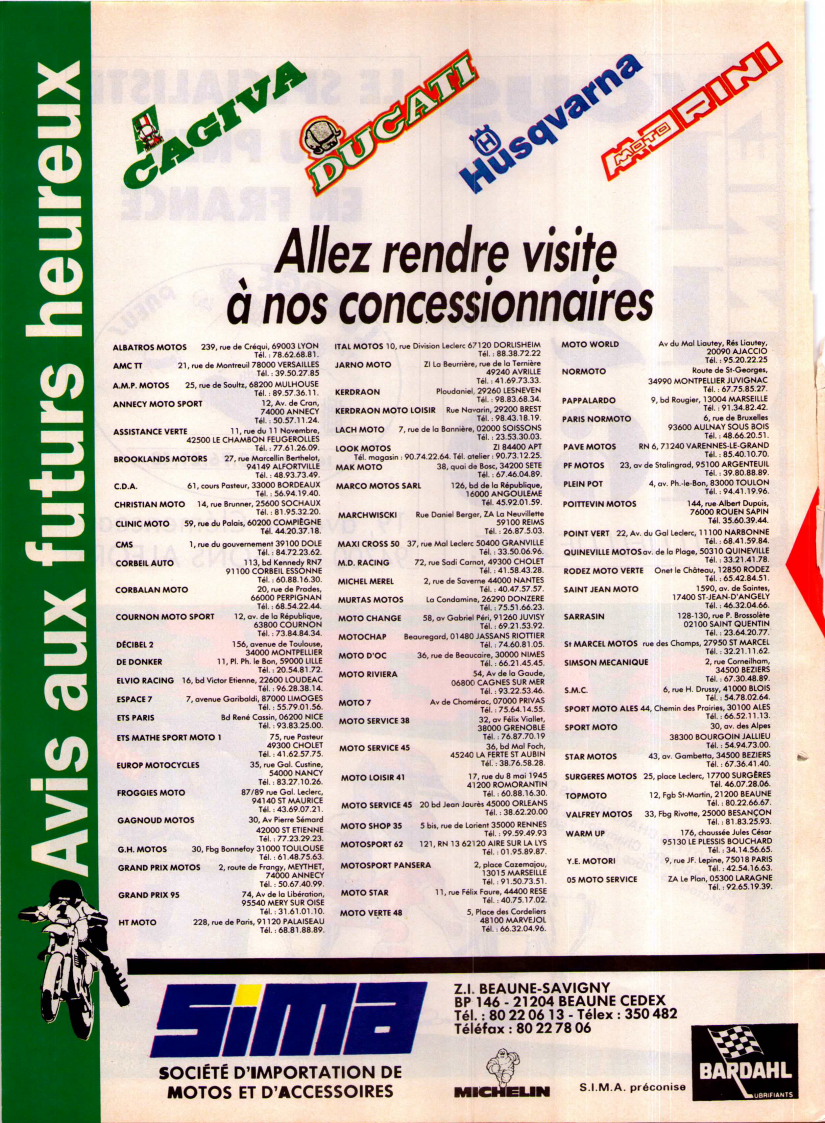 Avis aux futurs heureux
CAGIVA
DUCATI
Husqvarna
MOTO MORINI
Allez rendre visite
à nos concessionnaires
ALBATROS MOTOS 239, rue de Créqui, 69003 LYON
Tél. : 78.62.68.81.
AMC TT 21, rue de Montreuil 78000 VERSAILLES
Tél. : 39.50.27.85
A.M.P. MOTOS 25, rue de Soultz, 68200 MULHOUSE
Tél. : 89.57.36.11.
ANNECY MOTO SPORT 12, Av. de Cran,
74000 ANNECY
Tél. : 50.57.11.24.
ASSISTANCE VERTE 11, rue du 11 Novembre,
42500 LE CHAMBON FEUGEROLLES
Tél. : 77.61.26.09.
BROOKLANDS MOTORS 27, rue Marcellin Berthelot,
94149 ALFORTVILLE
Tél. : 48.93.73.49.
C.D.A. 61, cours Pasteur, 33000 BORDEAUX
Tél. : 56.94.19.40.
CHRISTIAN MOTO 14, rue Brunner, 25600 SOCHAUX
Tél. : 81.95.32.20.
CLINIC MOTO 59, rue du Palais, 60200 COMPIÈGNE
Tél. 44.20.37.18.
CMS 1, rue du gouvernement 39100 DOLE
Tél. : 84.72.23.62.
CORBEIL AUTO 113, bd Kennedy RN7
91100 CORBEIL ESSONNE
Tél. : 60.88.16.30.
CORBALAN MOTO 20, rue de Prades,
66000 PERPIGNAN
Tél. : 68.54.22.44.
COURNON MOTO SPORT 12, av. de la République,
63800 COURNON
Tél. : 73.84.84.34.
DÉCIBEL 2 156, avenue de Toulouse,
34000 MONTPELLIER
DE DONKER 11, Pl. Ph. le Bon, 59000 LILLE
Tél. : 20.54.81.72.
ELVIO RACING 16, bd Victor Etienne, 22600 LOUDEAC
Tél. : 96.28.38.14.
ESPACE 7 7, avenue Garibaldi, 87000 LIMOGES
Tél. : 55.79.01.56.
ETS PARIS Bd René Cassin, 06200 NICE
Tél. : 93.83.25.00.
ETS MATHE SPORT MOTO 1 75, rue Pasteur
49300 CHOLET
Tél. : 41.62.57.75.
EUROP MOTOCYCLES 35, rue Gal. Custine,
54000 NANCY
Tél. : 83.27.10.26.
FROGGIES MOTO 87/89 rue Gal. Leclerc,
94140 ST MAURICE
Tél. : 43.69.07.21.
GAGNOUD MOTOS 30, Av Pierre Sémard
42000 ST ETIENNE
Tél. : 77.23.29.23.
G.H. MOTOS 30, Fbg Bonnefoy 31000 TOULOUSE
Tél. : 61.48.75.63.
GRAND PRIX MOTOS 2, route de Frangy, MEYTHET,
74000 ANNECY
Tél. : 50.67.40.99.
GRAND PRIX 95 74, Av de la Libération,
95540 MERY SUR OISE
Tél. : 31.61.01.10.
HT MOTO 228, rue de Paris, 91120 PALAISEAU
Tél. : 68.81.88.89.
ITAL MOTOS 10, rue Division Leclerc 67120 DORLISHEIM
Tél. : 88.38.72.22
JARNO MOTO ZI La Beurrière, rue de la Ternière
49240 AVRILLE
Tél. : 41.69.73.33.
KERDRAON Ploudaniel, 29260 LESNEVEN
Tél. : 98.83.68.34.
KERDRAON MOTO LOISIR Rue Navarin, 29200 BREST
Tél. : 98.43.18.19.
LACH MOTO 7, rue de la Bannière, 02000 SOISSONS
Tél. : 23.53.30.03.
LOOK MOTOS ZI 84400 APT
Tél. magasin : 90.74.22.64. Tél. atelier : 90.73.12.25.
MAK MOTO 38, quai de Bosc, 34200 SETE
Tél. : 67.46.04.89.
MARCO MOTOS SARL 126, bd de la République,
16000 ANGOULEME
Tél. 45.92.01.59.
MARCHWISCKI Rue Daniel Berger, ZA La Neuvillette
59100 REIMS
Tél. : 26.87.5.03.
MAXI CROSS 50 37, rue Mal Leclerc 50400 GRANVILLE
Tél. : 33.50.06.96.
M.D. RACING 72, rue Sadi Carnot, 49300 CHOLET
Tél. : 41.58.43.28.
MICHEL MEREL 2, rue de Saverne 44000 NANTES
Tél. : 40.47.57.57.
MURTAS MOTOS La Condamine, 26290 DONZERE
Tél. : 75.51.66.23.
MOTO CHANGE 58, av Gabriel Péri, 91260 JUVISY
Tél. : 69.21.53.92.
MOTOCHAP Beauregard, 01480 JASSANS RIOTTIER
Tél. : 74.60.81.05.
MOTO D'OC 36, rue de Beaucaire, 30000 NIMES
Tél. : 66.21.45.45.
MOTO RIVIERA 54, Av de la Gaude,
06800 CAGNES SUR MER
Tél. : 93.22.53.46.
MOTO 7 Av de Chomérac, 07000 PRIVAS
Tél. : 75.64.14.55.
MOTO SERVICE 38 32, av Félix Viallet,
38000 GRENOBLE
Tél. : 76.87.70.19
MOTO SERVICE 45 36, bd Mal Foch,
45240 LA FERTE ST AUBIN
Tél. : 38.76.58.28.
MOTO LOISIR 41 17, rue du 8 mai 1945
41200 ROMORANTIN
Tél. : 60.88.16.30.
MOTO SERVICE 45 20 bd Jean Jaurès 45000 ORLEANS
Tél. : 38.62.20.00
MOTO SHOP 35 5 bis, rue de Lorient 35000 RENNES
Tél. : 99.59.49.93
MOTOSPORT 62 121, RN 13 62120 AIRE SUR LA LYS
Tél. : 01.95.89.87.
MOTOSPORT PANSERA 2, place Cazemajou,
13015 MARSEILLE
Tél. : 91.50.73.51.
MOTO STAR 11, rue Félix Faure, 44400 RESE
Tél. : 40.75.17.02.
MOTO VERTE 48 5, Place des Cordeliers
48100 MARVEJOL
Tél. : 66.32.04.96.
MOTO WORLD Av du Mal Liautey, Rés Liautey,
20090 AJACCIO
Tél. : 95.20.22.25
NORMOTO Route de St-Georges,
34990 MONTPELLIER JUVIGNAC
Tél. : 67.75.85.27.
PAPPALARDO 9, bd Rougier, 13004 MARSEILLE
Tél. : 91.34.82.42.
PARIS NORMOTO 6, rue de Bruxelles
93600 AULNAY SOUS BOIS
Tél. : 48.66.20.51.
PAVE MOTOS RN 6, 71240 VARENNES-LE-GRAND
Tél. : 85.40.10.70.
PF MOTOS 23, av de Stalingrad, 95100 ARGENTEUIL
Tél. : 39.80.88.89.
PLEIN POT 4, av. Ph.-le-Bon, 83000 TOULON
Tél. : 94.41.19.96.
POITTEVIN MOTOS 144, rue Albert Dupuis,
76000 ROUEN SAPIN
Tél. 35.60.39.44.
POINT VERT 22, Av. du Gal Leclerc, 11100 NARBONNE
Tél. : 68.41.59.84.
QUINEVILLE MOTOS av. de la Plage, 50310 QUINEVILLE
Tél. : 33.21.41.78.
RODEZ MOTO VERTE Onet le Château, 12850 RODEZ
Tél. : 65.42.84.51.
SAINT JEAN MOTO 1590, av. de Saintes,
17400 ST-JEAN-D'ANGELY
Tél. : 46.32.04.66.
SARRASIN 128-130, rue P. Brossolète
02100 SAINT QUENTIN
Tél. : 23.64.20.77.
St MARCEL MOTOS rue des Champs, 27950 ST MARCEL
Tél. : 32.21.11.62.
SIMSON MECANIQUE 2, rue Corneilham,
34500 BEZIERS
Tél. : 67.30.48.89.
S.M.C. 6, rue H. Drussy, 41000 BLOIS
Tél. : 54.78.02.64.
SPORT MOTO ALES 44, Chemin des Prairies, 30100 ALES
Tél. : 66.52.11.13.
SPORT MOTO 30, av. des Alpes
38300 BOURGOIN JALLIEU
Tél. : 54.94.73.00.
STAR MOTOS 43, av. Gambetta, 34500 BEZIERS
Tél. : 67.36.41.40.
SURGERES MOTOS 25, place Leclerc, 17700 SURGÈRES
Tél. 46.07.28.06.
TOPMOTO 12, Fgb St-Martin, 21200 BEAUNE
Tél. : 80.22.66.67.
VALFREY MOTOS 33, Fbg Rivotte, 25000 BESANÇON
Tél. : 81.83.25.93.
WARM UP 176, chaussée Jules César
95130 LE PLESSIS BOUCHARD
Tél. : 34.14.56.65.
Y.E. MOTORI 9, rue JF. Lepine, 75018 PARIS
Tél. : 42.54.16.63.
05 MOTO SERVICE ZA Le Plan, 05300 LARAGNE
Tél. : 92.65.19.39.
Sima
SOCIÉTÉ D'IMPORTATION DE
MOTOS ET D'ACCESSOIRES
Z.I. BEAUNE-SAVIGNY
BP 146 - 21204 BEAUNE CEDEX
Tél. : 80 22 06 13 - Télex : 350 482
Téléfax : 80 22 78 06
MICHELIN
S.I.M.A. préconise
BARDAHL
LUBRIFIANTS